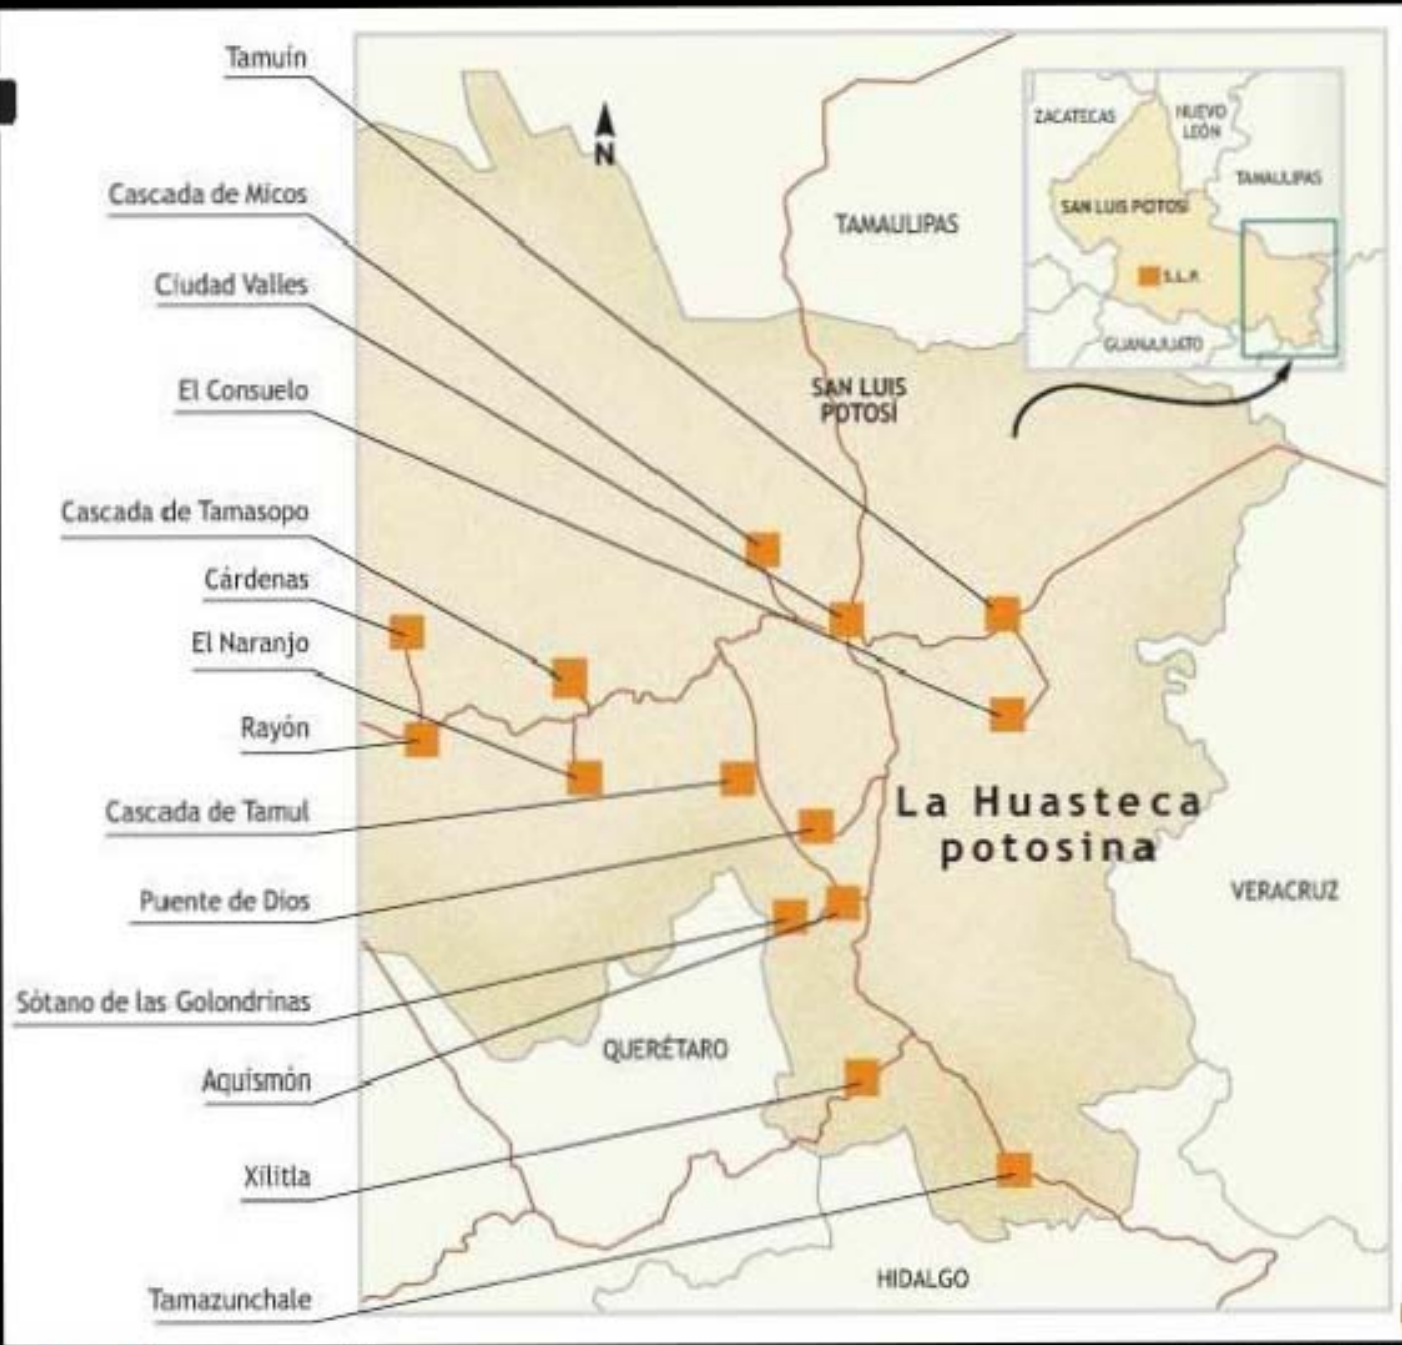 Tamuín
Cascada de Micos
Ciudad Valles
El Consuelo
Cascada de Tamasopo
Cárdenas
El Naranjo
Rayón
Cascada de Tamul
Puente de Dios
Sótano de las Golondrinas
Aquismón
Xilitla
Tamazunchale
N
TAMAULIPAS
SAN LUIS
POTOSÍ
La Huasteca
potosina
VERACRUZ
QUERÉTARO
HIDALGO
ZACATECAS
NUEVO
LEÓN
TAMAULIPAS
SAN LUIS POTOSÍ
S.L.P.
GUANAJUATO